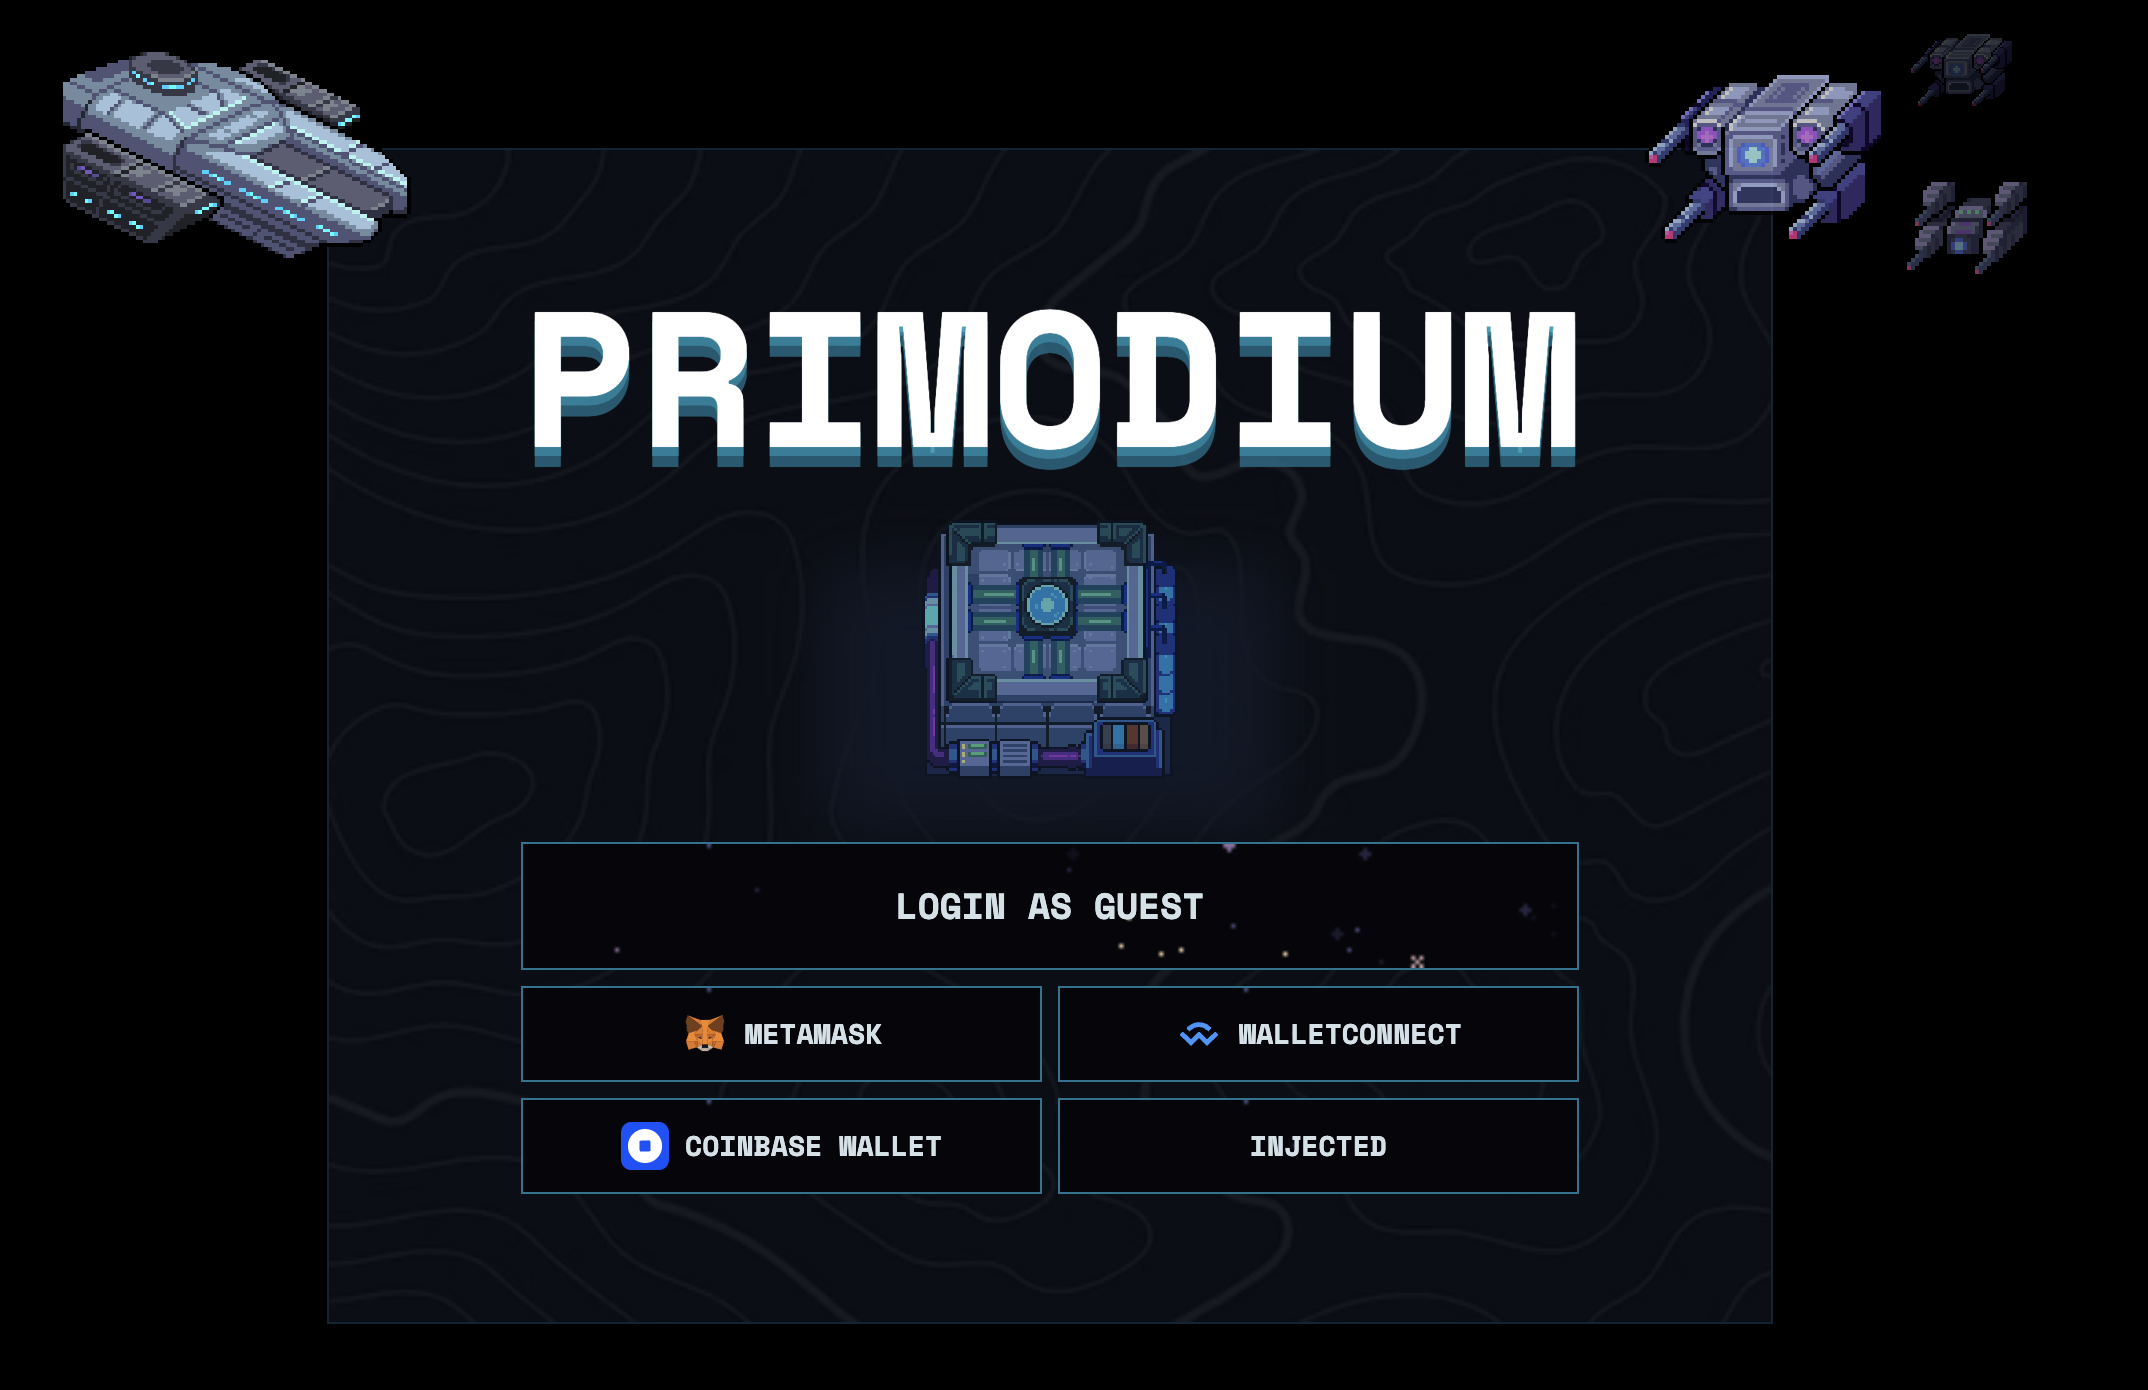 PRIMODIUM
LOGIN AS GUEST
METAMASK
WALLETCONNECT
COINBASE WALLET
INJECTED